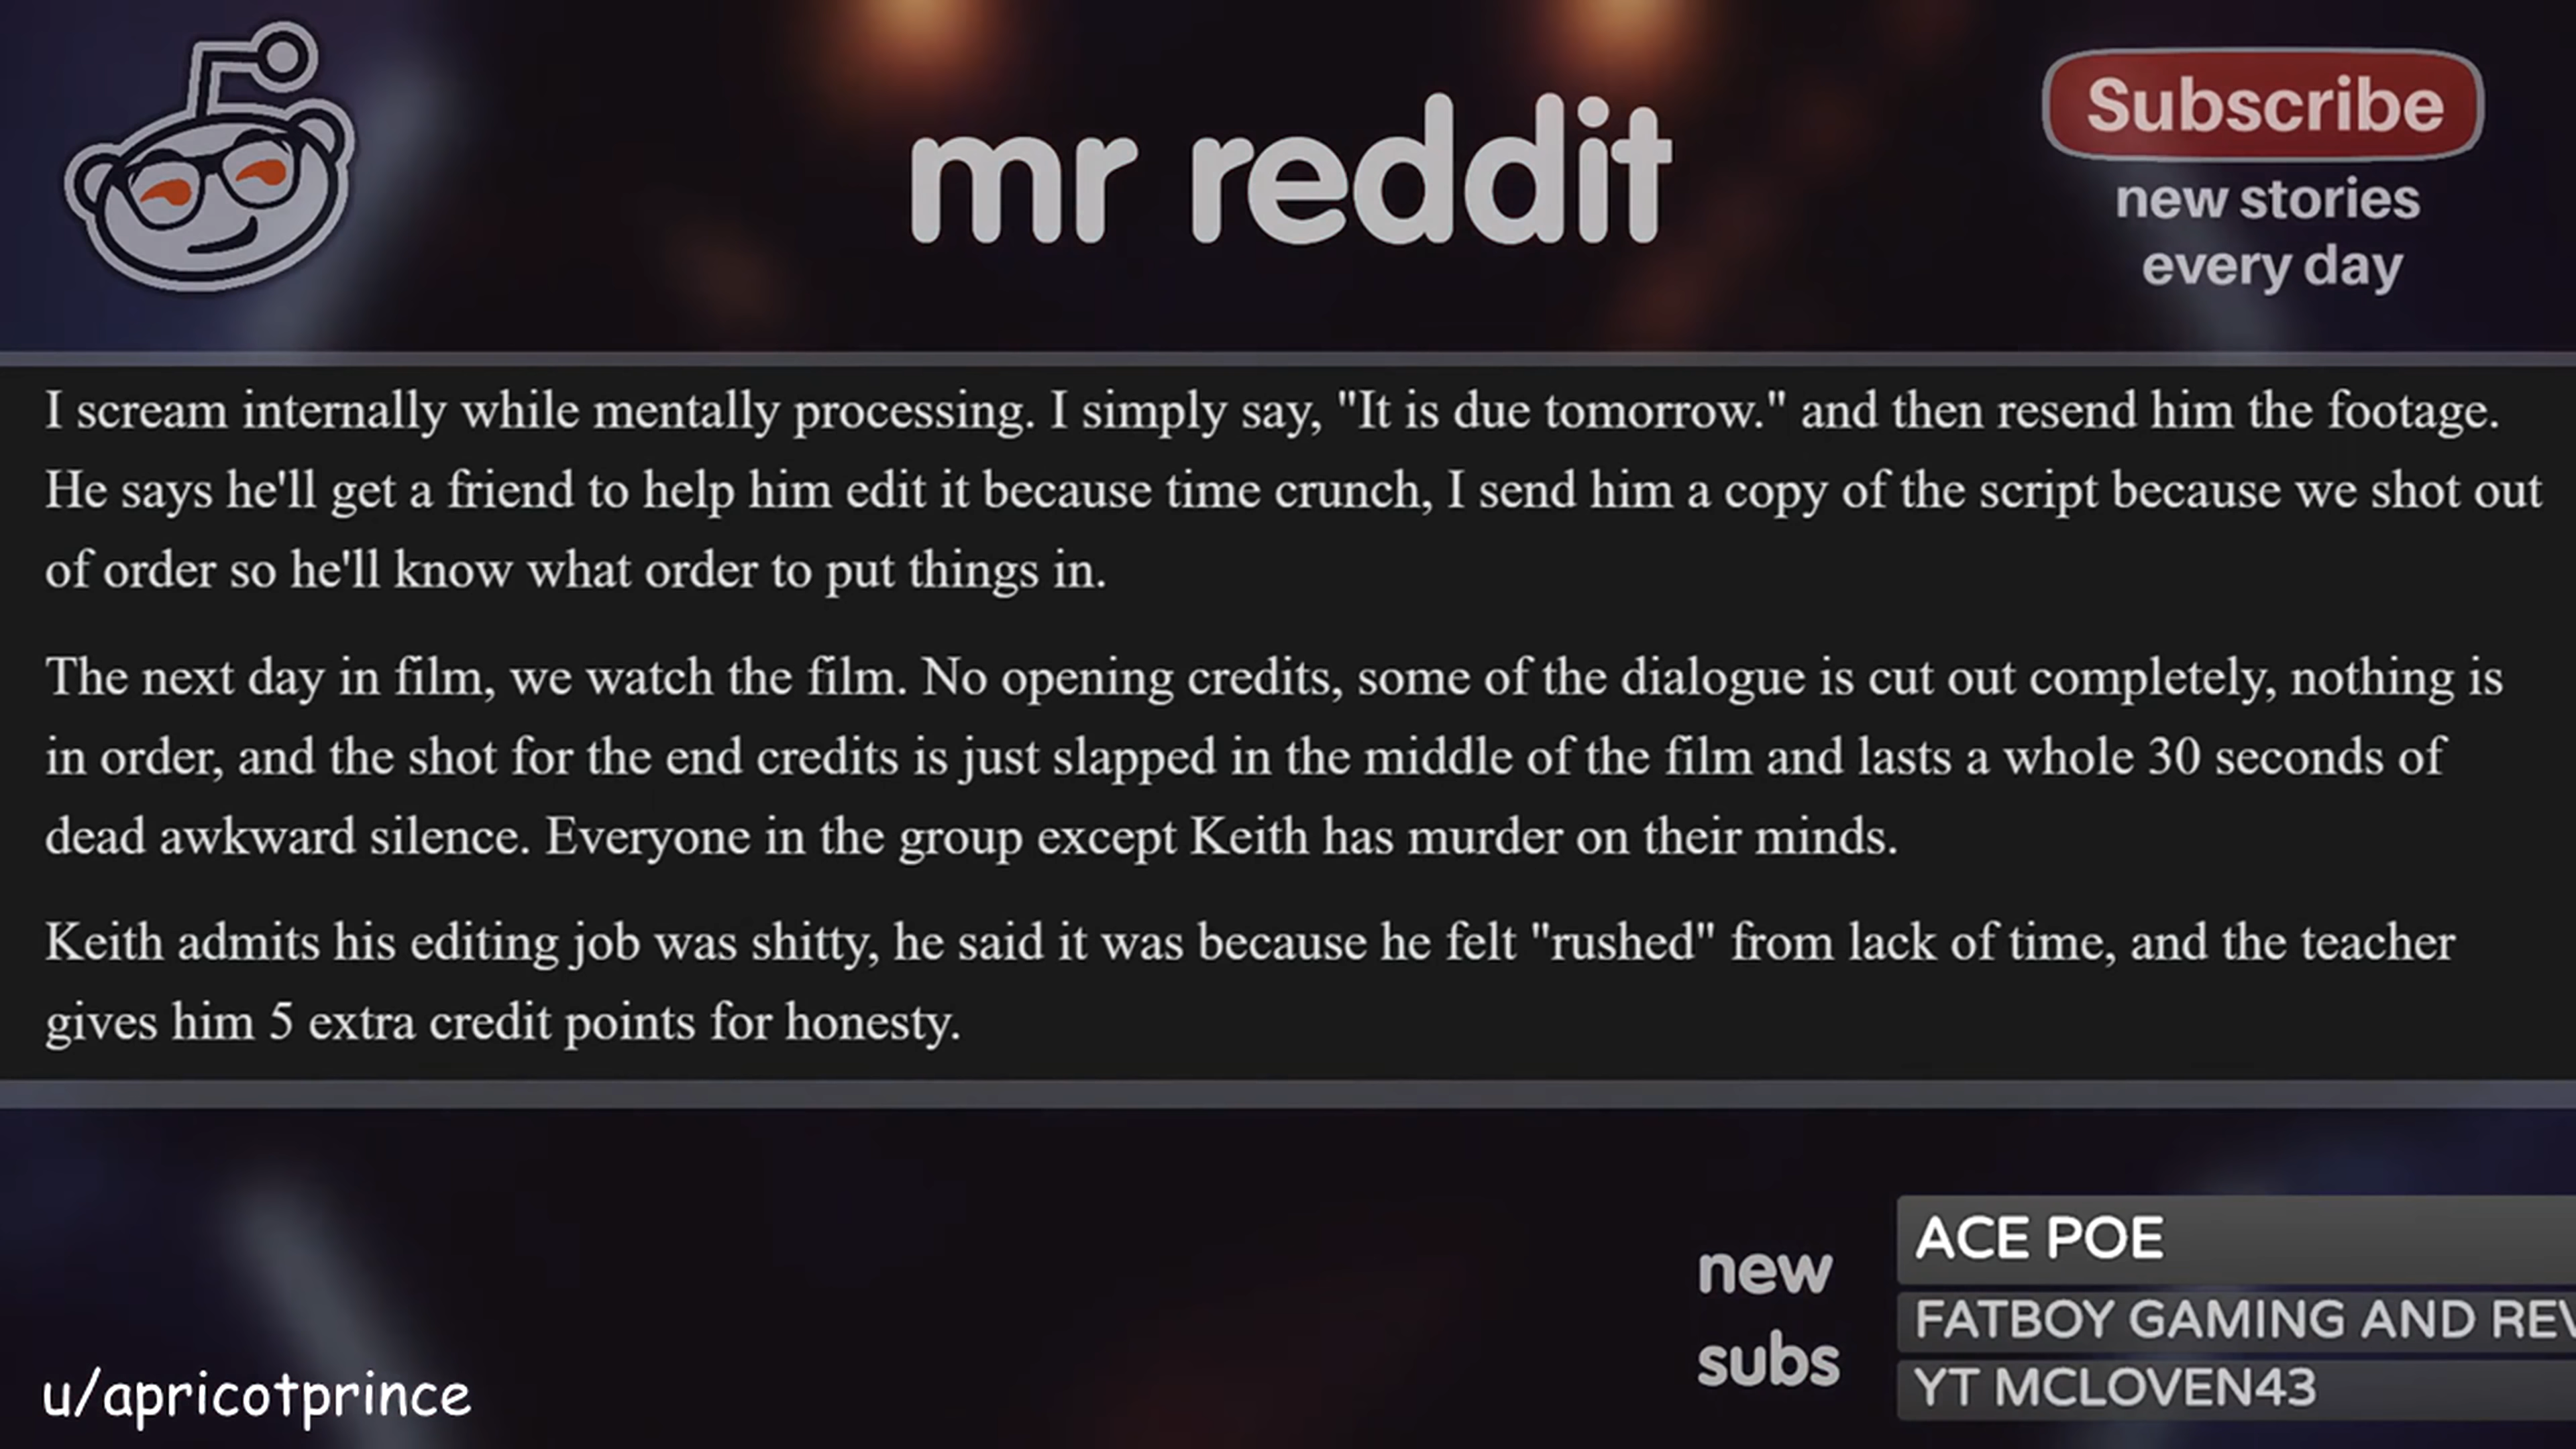 mr reddit
Subscribe
new stories
every day
I scream internally while mentally processing. I simply say, "It is due tomorrow." and then resend him the footage.
He says he'll get a friend to help him edit it because time crunch, I send him a copy of the script because we shot out
of order so he'll know what order to put things in.
The next day in film, we watch the film. No opening credits, some of the dialogue is cut out completely, nothing is
in order, and the shot for the end credits is just slapped in the middle of the film and lasts a whole 30 seconds of
dead awkward silence. Everyone in the group except Keith has murder on their minds.
Keith admits his editing job was shitty, he said it was because he felt "rushed" from lack of time, and the teacher
gives him 5 extra credit points for honesty.
u/apricotprince
new
subs
ACE POE
FATBOY GAMING AND
YT MCLOVEN43